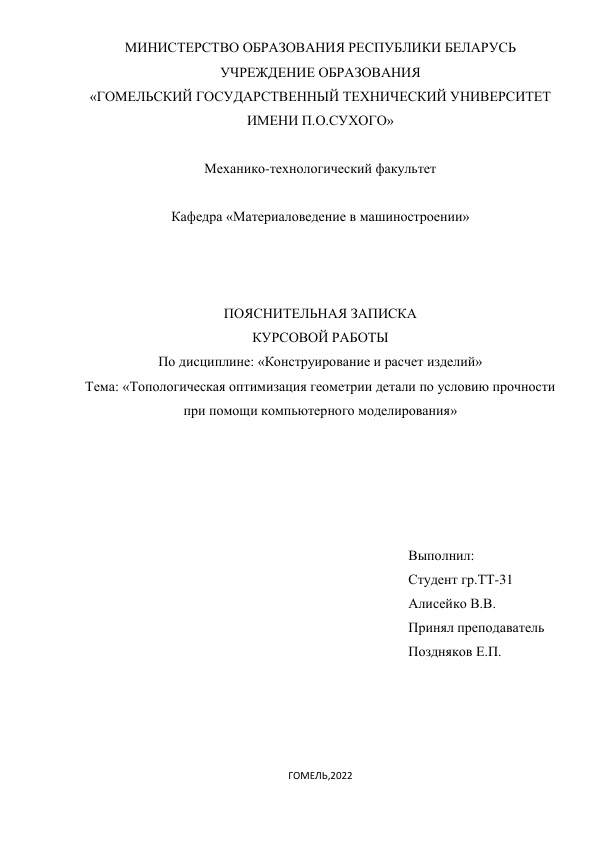 МИНИСТЕРСТВО ОБРАЗОВАНИЯ РЕСПУБЛИКИ БЕЛАРУСЬ
УЧРЕЖДЕНИЕ ОБРАЗОВАНИЯ
«ГОМЕЛЬСКИЙ ГОСУДАРСТВЕННЫЙ ТЕХНИЧЕСКИЙ УНИВЕРСИТЕТ
ИМЕНИ П.О.СУХОГО»
Механико-технологический факультет
Кафедра «Материаловедение в машиностроении»
ПОЯСНИТЕЛЬНАЯ ЗАПИСКА
КУРСОВОЙ РАБОТЫ
По дисциплине: «Конструирование и расчет изделий»
Тема: «Топологическая оптимизация геометрии детали по условию прочности
при помощи компьютерного моделирования»
Выполнил:
Студент гр.ТТ-31
Алисейко В.В.
Принял преподаватель
Поздняков Е.П.
ГОМЕЛЬ,2022